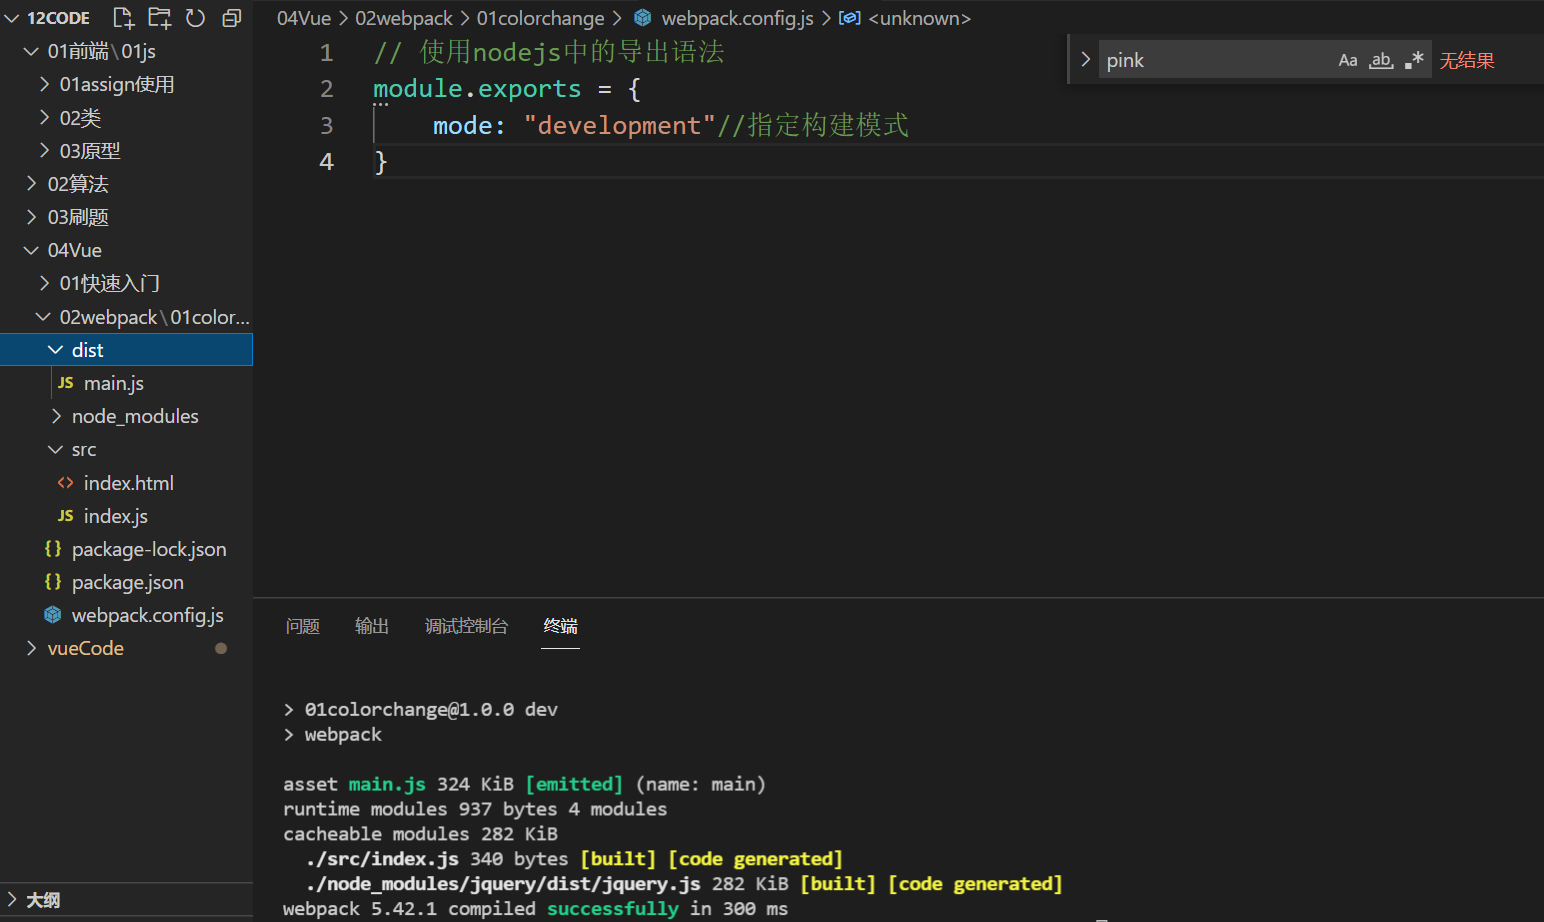 12CODE
01前端\01js
01assign使用
02类
03原型
02算法
03刷题
04Vue
01快速入门
02webpack\01color...
dist
JS main.js
node_modules
src
<> index.html
JS index.js
{} package-lock.json
{} package.json
webpack.config.js
vueCode
大纲
04Vue > 02webpack > 01colorchange > webpack.config.js > <unknown>
pink Aa ab .* 无结果
1 // 使用nodejs中的导出语法
2 module.exports = {
3 mode: "development"//指定构建模式
4 }
问题 输出 调试控制台 终端
> 01colorchange@1.0.0 dev
> webpack
asset main.js 324 KiB [emitted] (name: main)
runtime modules 937 bytes 4 modules
cacheable modules 282 KiB
./src/index.js 340 bytes [built] [code generated]
./node_modules/jquery/dist/jquery.js 282 KiB [built] [code generated]
webpack 5.42.1 compiled successfully in 300 ms